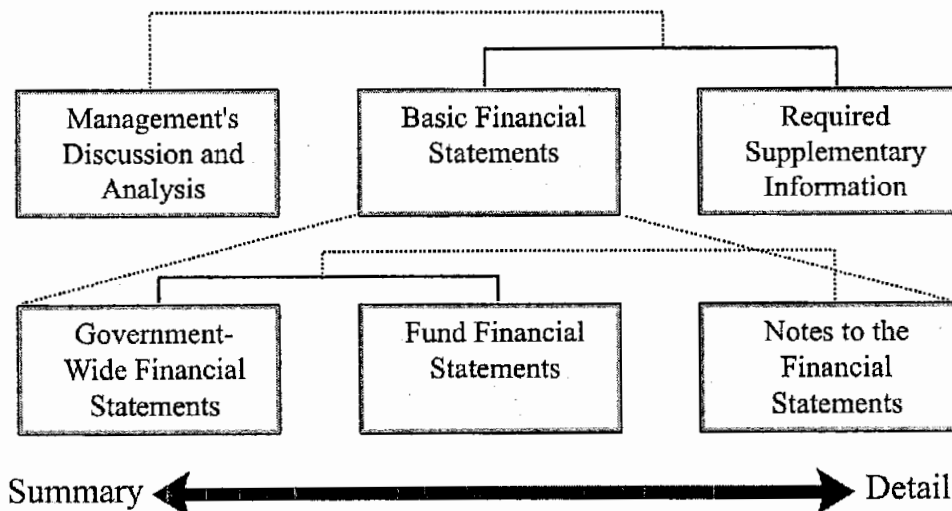 Management's
Discussion and
Analysis
Basic Financial
Statements
Required
Supplementary
Information
Government-
Wide Financial
Statements
Fund Financial
Statements
Notes to the
Financial
Statements
Summary
Detail